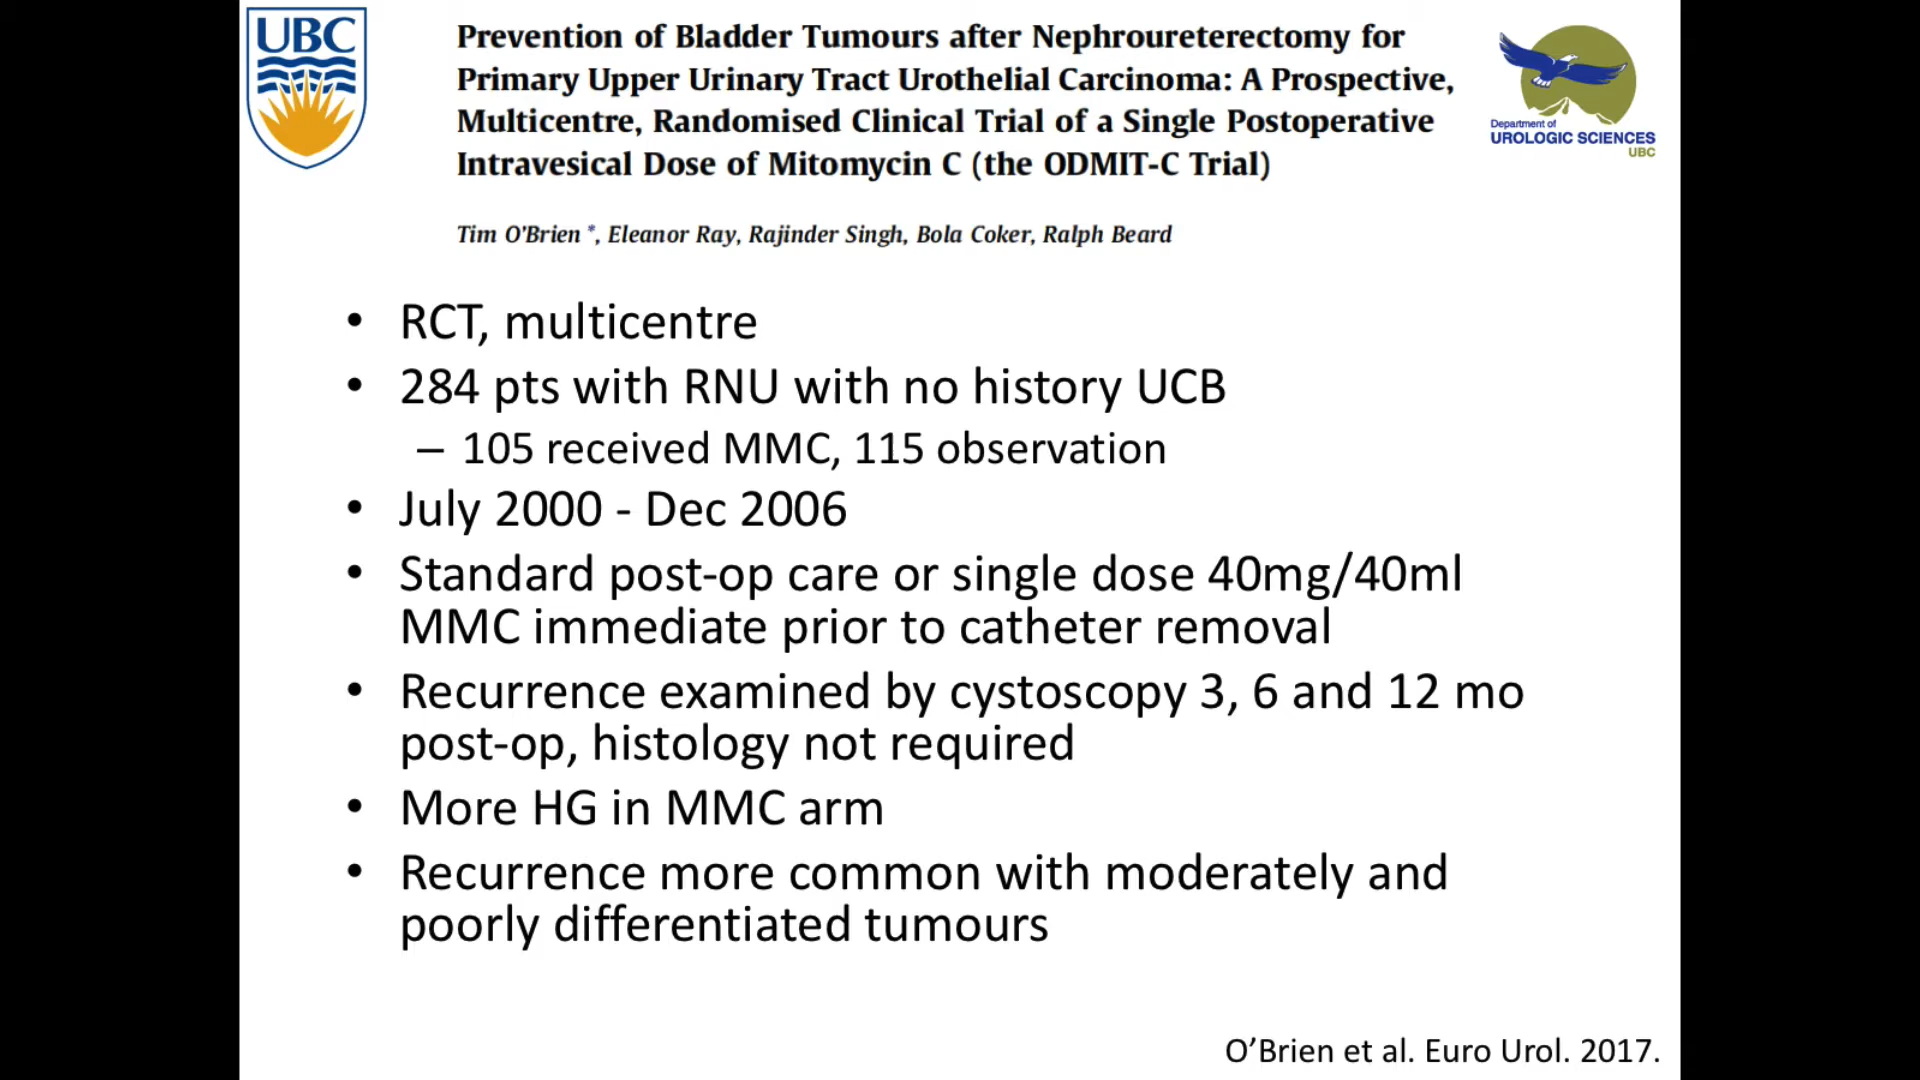 UBC
Prevention of Bladder Tumours after Nephroureterectomy for
Primary Upper Urinary Tract Urothelial Carcinoma: A Prospective,
Multicentre, Randomised Clinical Trial of a Single Postoperative
Intravesical Dose of Mitomycin C (the ODMIT-C Trial)
Department of
UROLOGIC SCIENCES
UBC
Tim O'Brien *, Eleanor Ray, Rajinder Singh, Bola Coker, Ralph Beard
• RCT, multicentre
• 284 pts with RNU with no history UCB
– 105 received MMC, 115 observation
• July 2000 - Dec 2006
• Standard post-op care or single dose 40mg/40ml
MMC immediate prior to catheter removal
• Recurrence examined by cystoscopy 3, 6 and 12 mo
post-op, histology not required
• More HG in MMC arm
• Recurrence more common with moderately and
poorly differentiated tumours
O’Brien et al. Euro Urol. 2017.